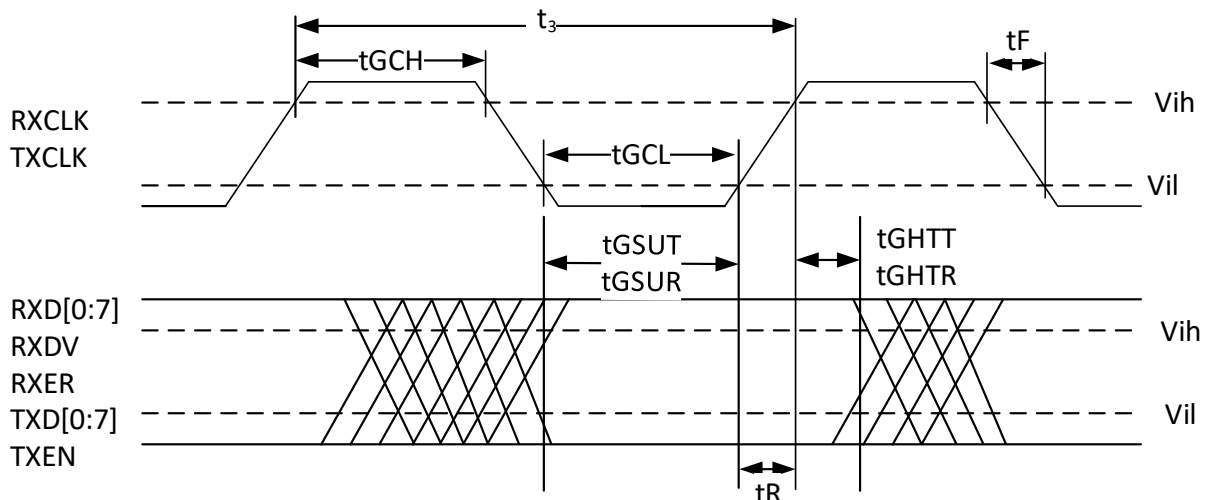 t₃
tGCH
tF
RXCLK
TXCLK
Vih
tGCL
Vil
tGSUT
tGSUR
tGHTT
tGHTR
RXD[0:7]
RXDV
RXER
TXD[0:7]
TXEN
Vih
Vil
tR